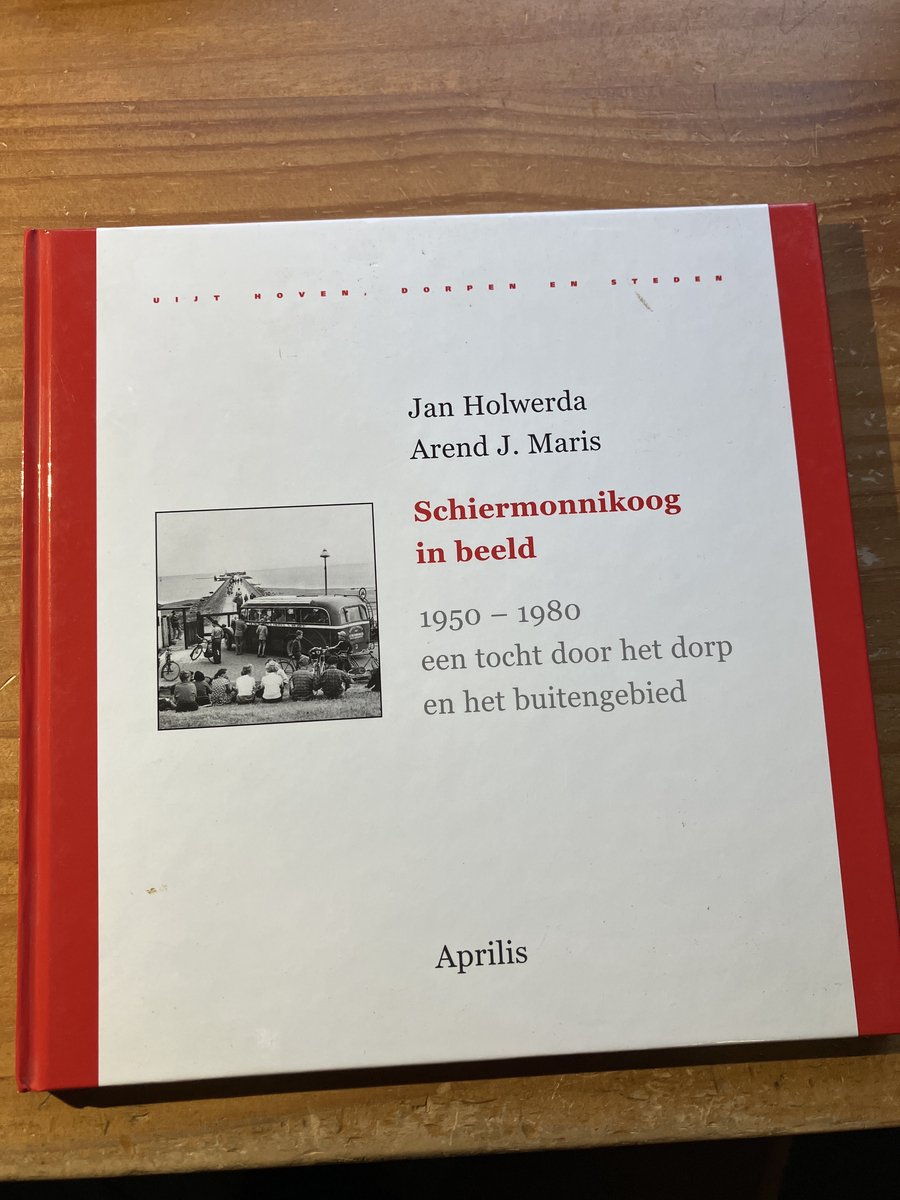 UIJT HOVEN, DORPEN EN STEDEN
Jan Holwerda
Arend J. Maris
Schiermonnikoog
in beeld
1950 – 1980
een tocht door het dorp
en het buitengebied
Aprilis